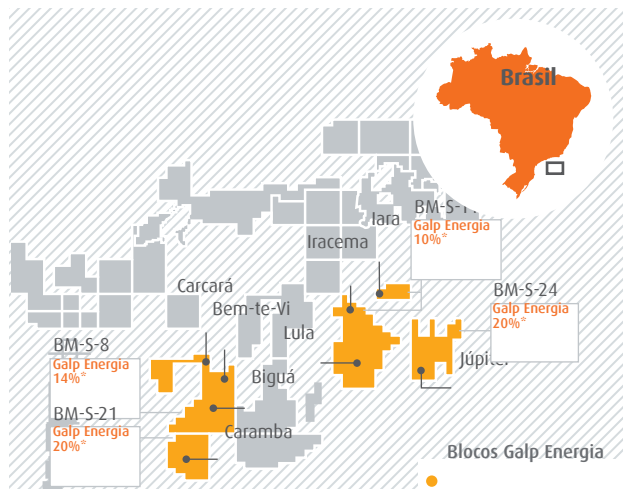 Brasil
BM-S-11
Galp Energia
10%*
Iara
Iracema
BM-S-24
Galp Energia
20%*
Carcará
Bem-te-Vi
Lula
Júpiter
BM-S-8
Galp Energia
14%*
Biguá
BM-S-21
Galp Energia
20%*
Caramba
Blocos Galp Energia